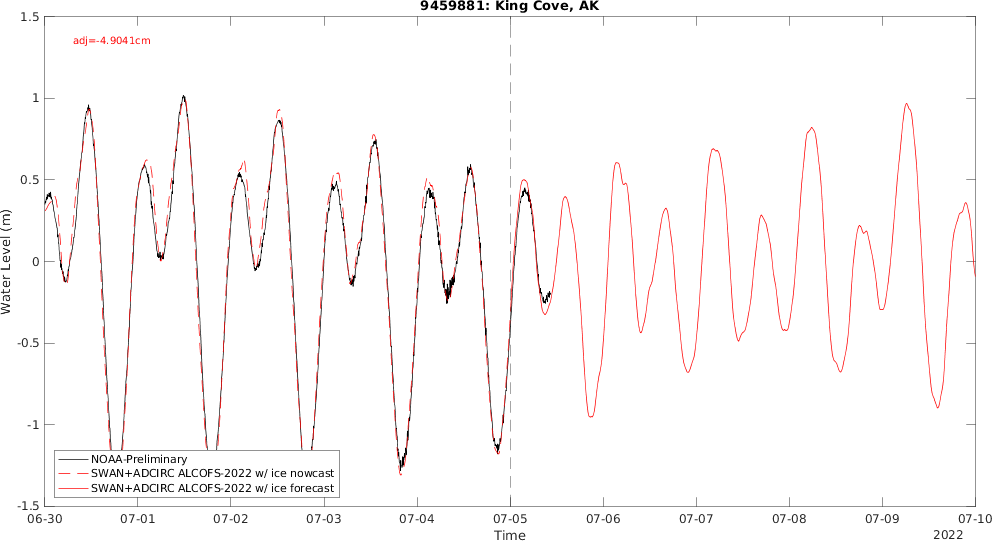 9459881: King Cove, AK
adj=-4.9041cm
1.5
1
0.5
0
-0.5
-1
-1.5
Water Level (m)
NOAA-Preliminary
SWAN+ADCIRC ALCOFS-2022 w/ ice nowcast
SWAN+ADCIRC ALCOFS-2022 w/ ice forecast
06-30 07-01 07-02 07-03 07-04 07-05 07-06 07-07 07-08 07-09 07-10
Time
2022